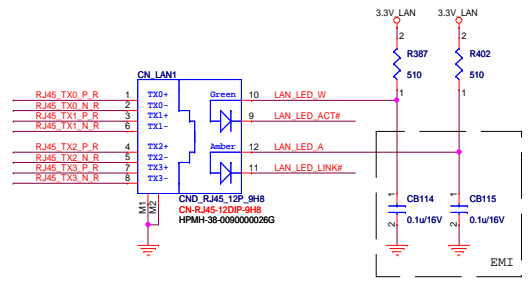 3.3V_LAN 3.3V_LAN
2 2
R387 R402
510 510
1 1
CN_LAN1
RJ45_TX0_P_R 1 TX0+ Green 10 LAN_LED_W
RJ45_TX0_N_R 2 TX0-
RJ45_TX1_P_R 3 TX1+ 9 LAN_LED_ACT#
RJ45_TX1_N_R 6 TX1-
RJ45_TX2_P_R 4 TX2+ Amber 12 LAN_LED_A
RJ45_TX2_N_R 5 TX2-
RJ45_TX3_P_R 7 TX3+ 11 LAN_LED_LINK#
RJ45_TX3_N_R 8 TX3-
M1 M2
CND_RJ45_12P_9H8
CN-RJ45-12DIP-9H8
HPMH-38-0090000026G
1 1
CB114 CB115
0.1u/16V 0.1u/16V
2 2
EMI